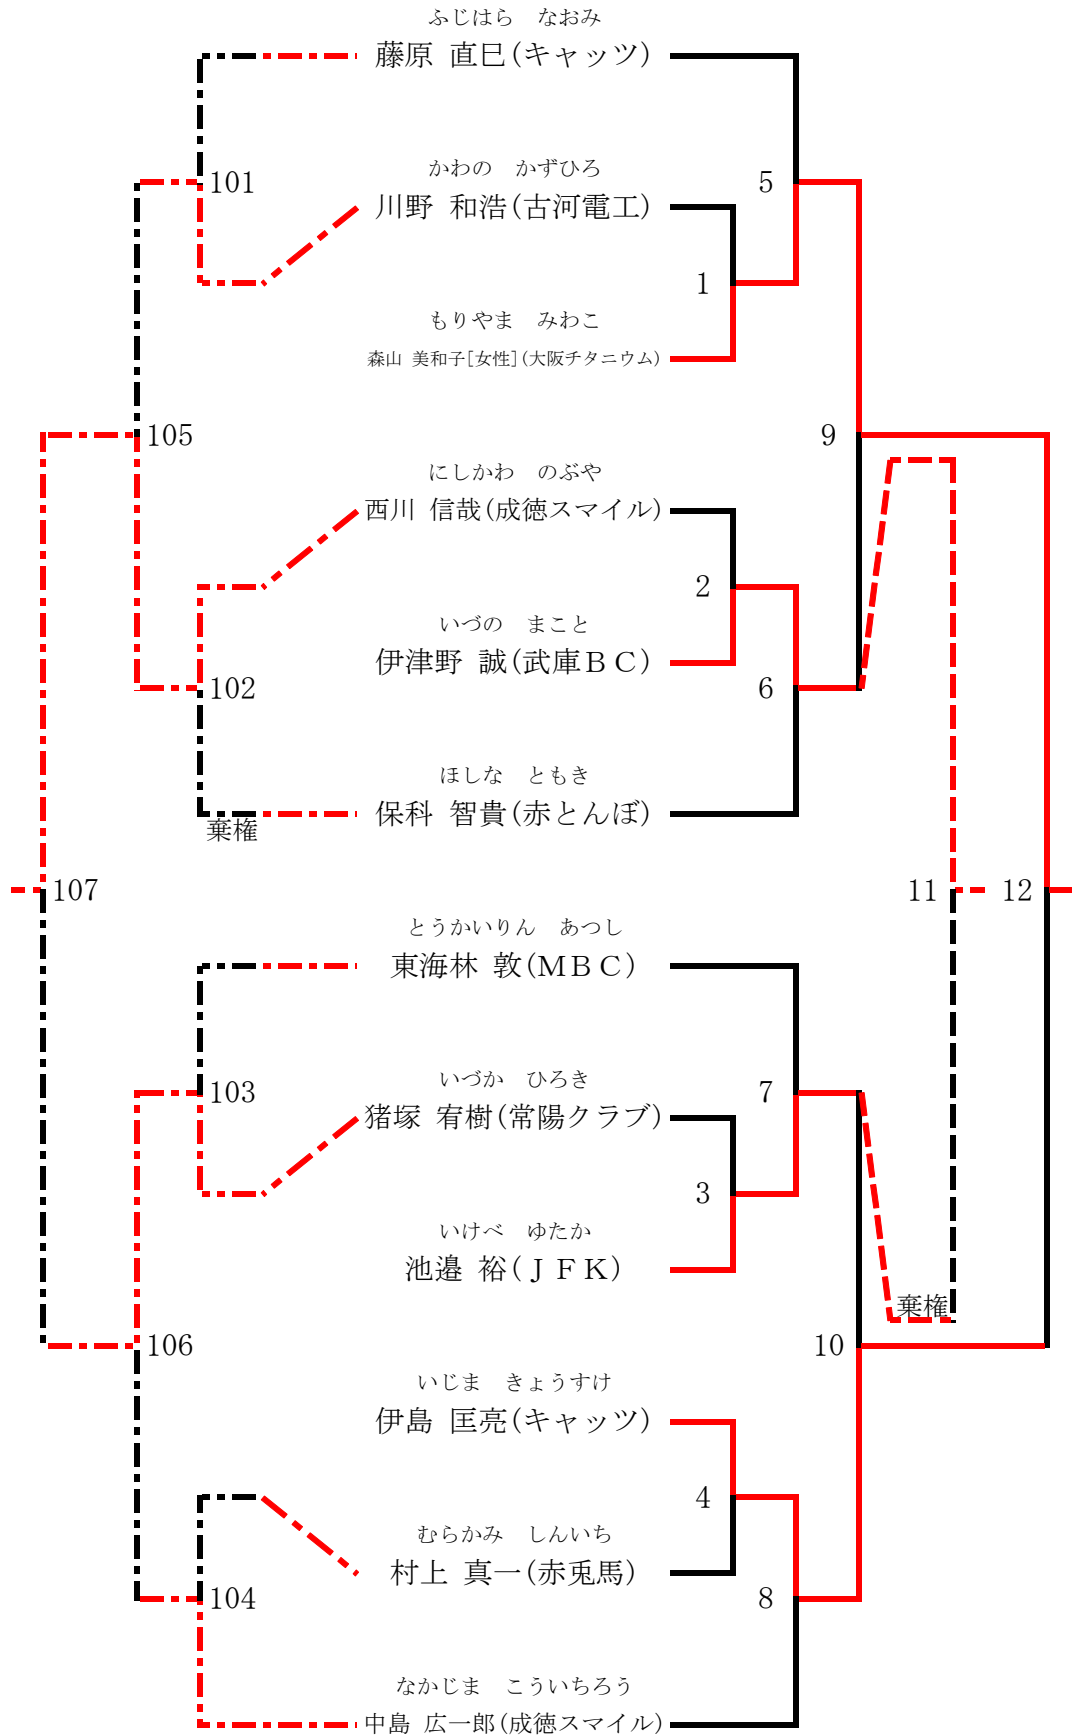 ふじはら　なおみ
藤原 直巳(キャッツ)
101
かわの　かずひろ
5
川野 和浩(古河電工)
1
もりやま　みわこ
森山 美和子[女性](大阪チタニウム)
105
9
にしかわ　のぶや
西川 信哉(成徳スマイル)
2
いづの　まこと
伊津野 誠(武庫ＢＣ)
102
6
ほしな　ともき
保科 智貴(赤とんぼ)
棄権
107
11
12
とうかいりん　あつし
東海林 敦(ＭＢＣ)
103
いづか　ひろき
7
猪塚 宥樹(常陽クラブ)
3
いけべ　ゆたか
池邉 裕(ＪＦＫ)
棄権
106
10
いじま　きょうすけ
伊島 匡亮(キャッツ)
4
むらかみ　しんいち
村上 真一(赤兎馬)
104
8
なかじま　こういちろう
中島 広一郎(成徳スマイル)